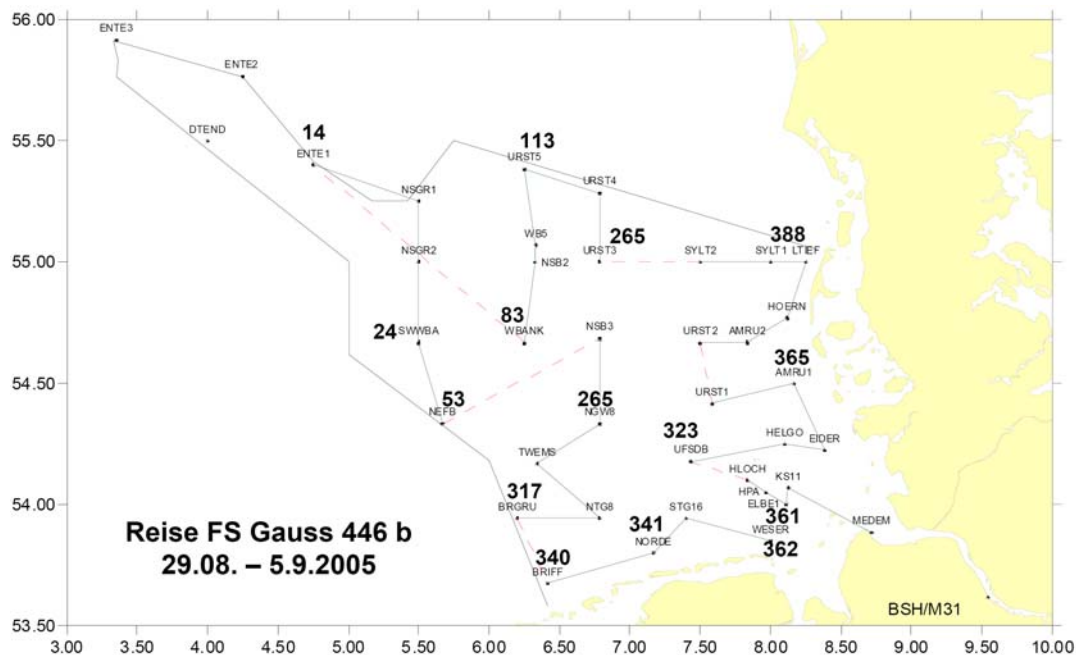 56.00
ENTE3
ENTE2
55.50
DTEND
14
ENTE1
113
URST5
NSGR1
URST4
WB5
265
388
55.00
NSGR2
NSB2
URST3
SYLT2
SYLT1 LTIEF
HOERN
83
WBANK
24
SWWBA
NSB3
URST2
AMRU2
365
AMRU1
54.50
53
NEFB
265
NGW8
URST1
323
UFSDB
HELGO
EIDER
TWEMS
HLOCH
KS11
HPA
ELBE1
317
BRGRU
NTG8
STG16
361
MEDEM
54.00
341
NORDE
WESER
362
Reise FS Gauss 446 b
29.08. – 5.9.2005
340
BRIFF
BSH/M31
53.50
3.00 3.50 4.00 4.50 5.00 5.50 6.00 6.50 7.00 7.50 8.00 8.50 9.00 9.50 10.00